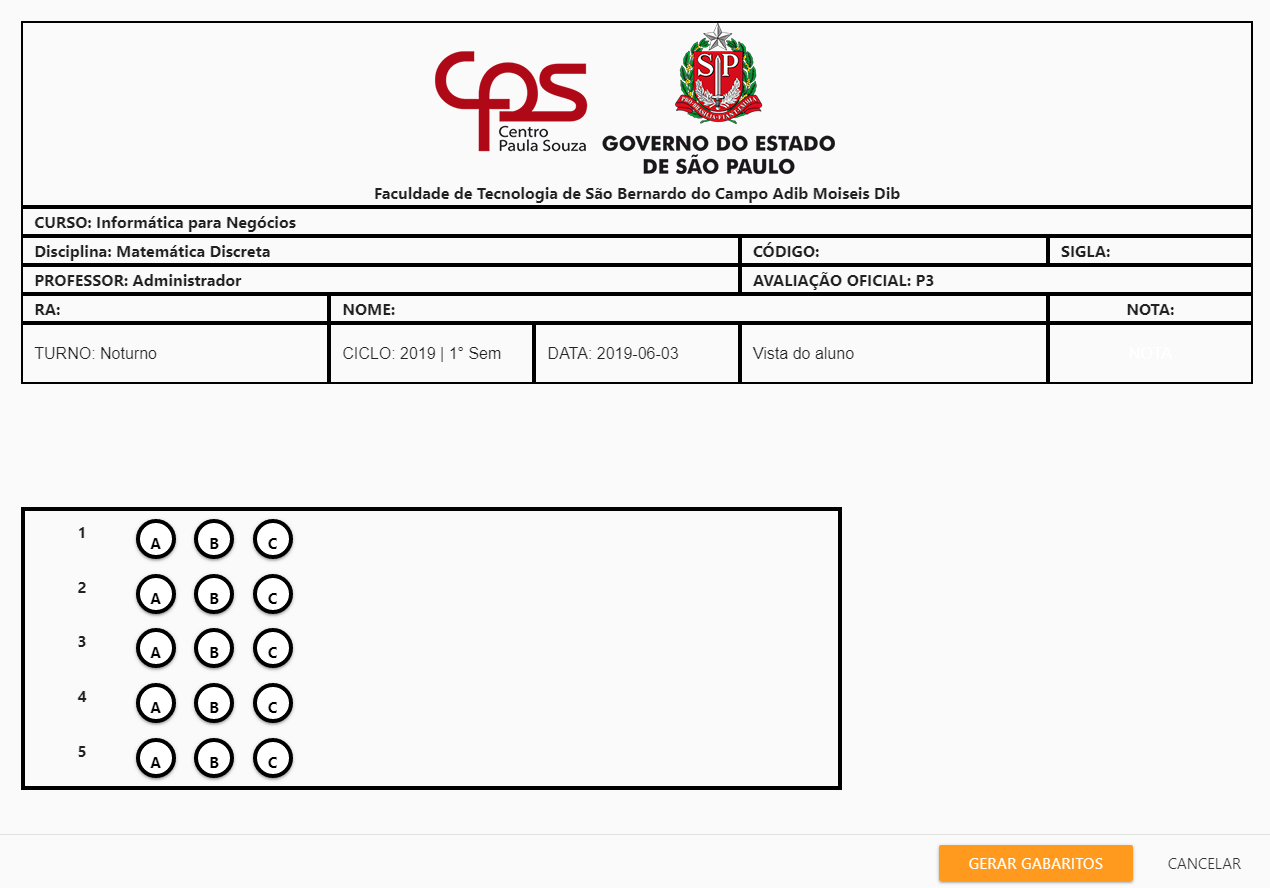 CPS
Centro
Paula Souza
SP
GOVERNO DO ESTADO
DE SÃO PAULO
Faculdade de Tecnologia de São Bernardo do Campo Adib Moiseis Dib
CURSO: Informática para Negócios
Disciplina: Matemática Discreta CÓDIGO: SIGLA:
PROFESSOR: Administrador AVALIAÇÃO OFICIAL: P3
RA: NOME: NOTA:
TURNO: Noturno CICLO: 2019 | 1° Sem DATA: 2019-06-03 Vista do aluno NOTA
1 A B C
2 A B C
3 A B C
4 A B C
5 A B C
GERAR GABARITOS CANCELAR